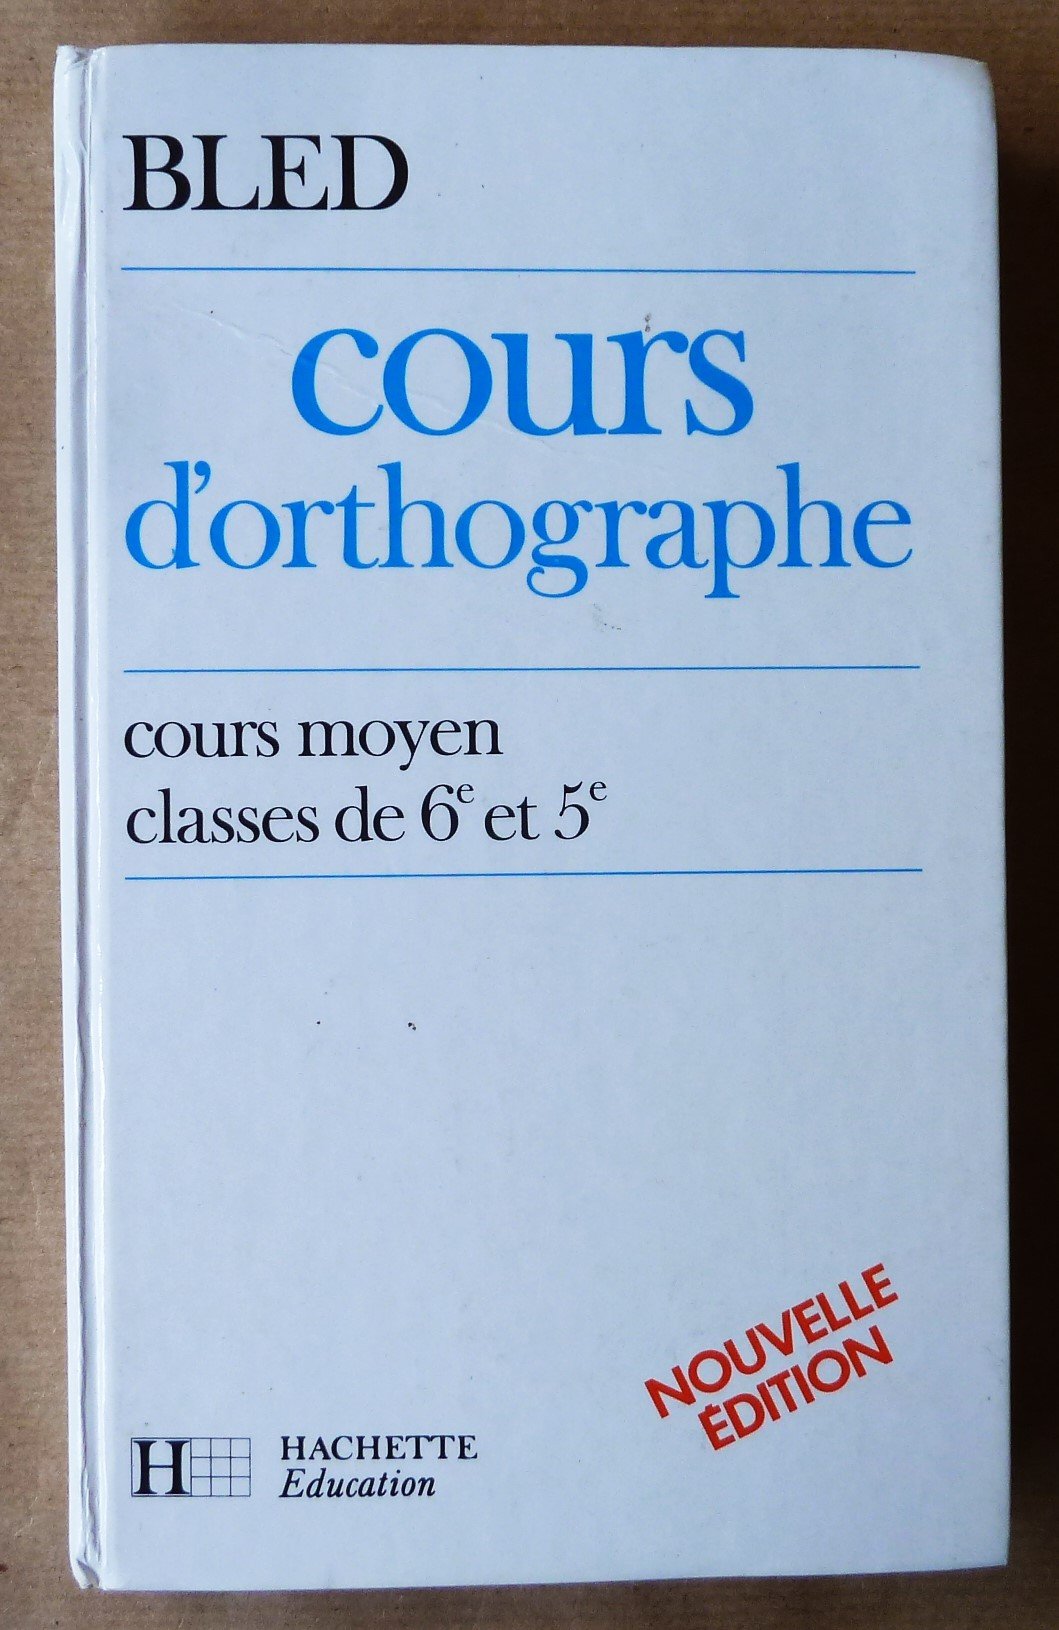 BLED
cours
d'orthographe
cours moyen
classes de 6e et 5e
NOUVELLE
ÉDITION
H
HACHETTE
Education